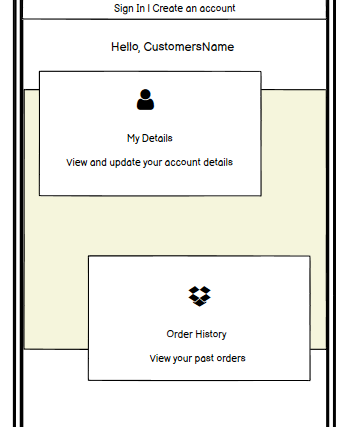 Sign In | Create an account
Hello, CustomersName
My Details
View and update your account details
Order History
View your past orders